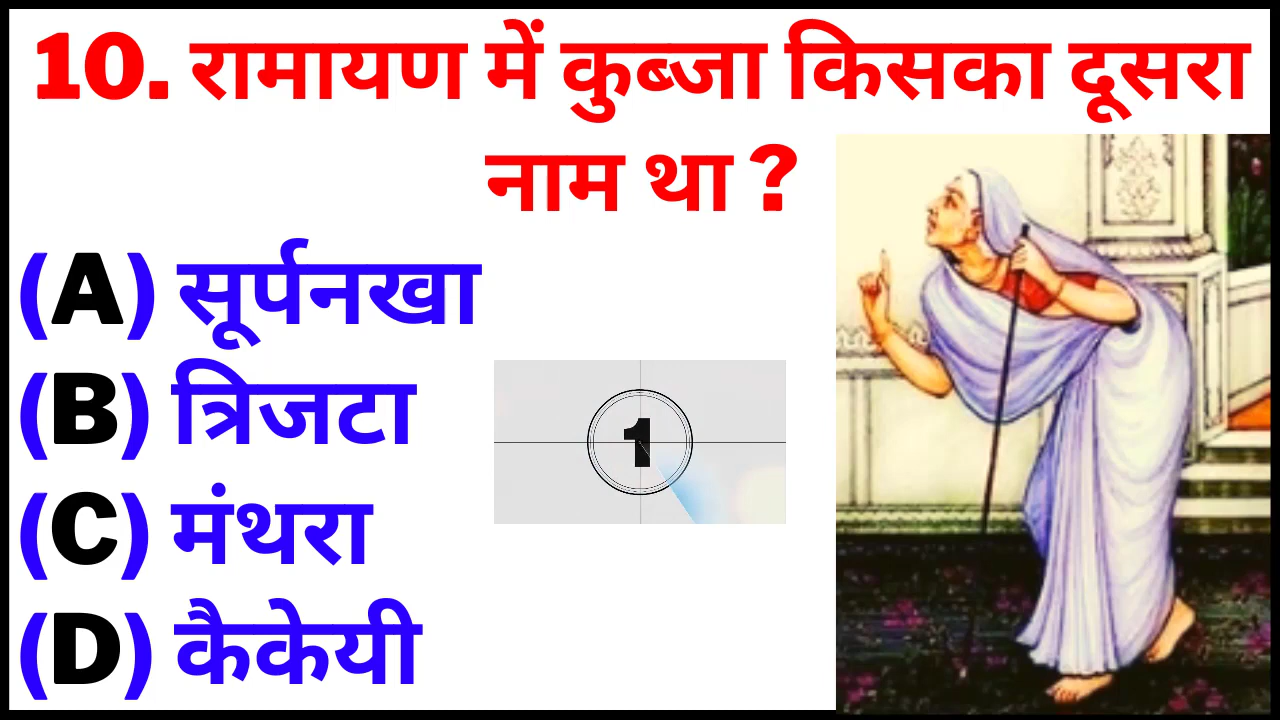 10. रामायण में कुब्जा किसका दूसरा
नाम था ?
(A) सूर्पनखा
(B) त्रिजटा
1
(C) मंथरा
(D) कैकेयी